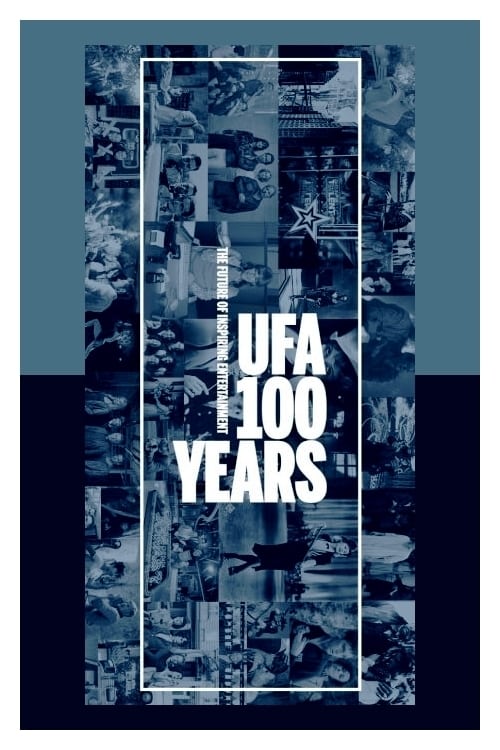 THE FUTURE OF INSPIRING ENTERTAINMENT
UFA
100
YEARS